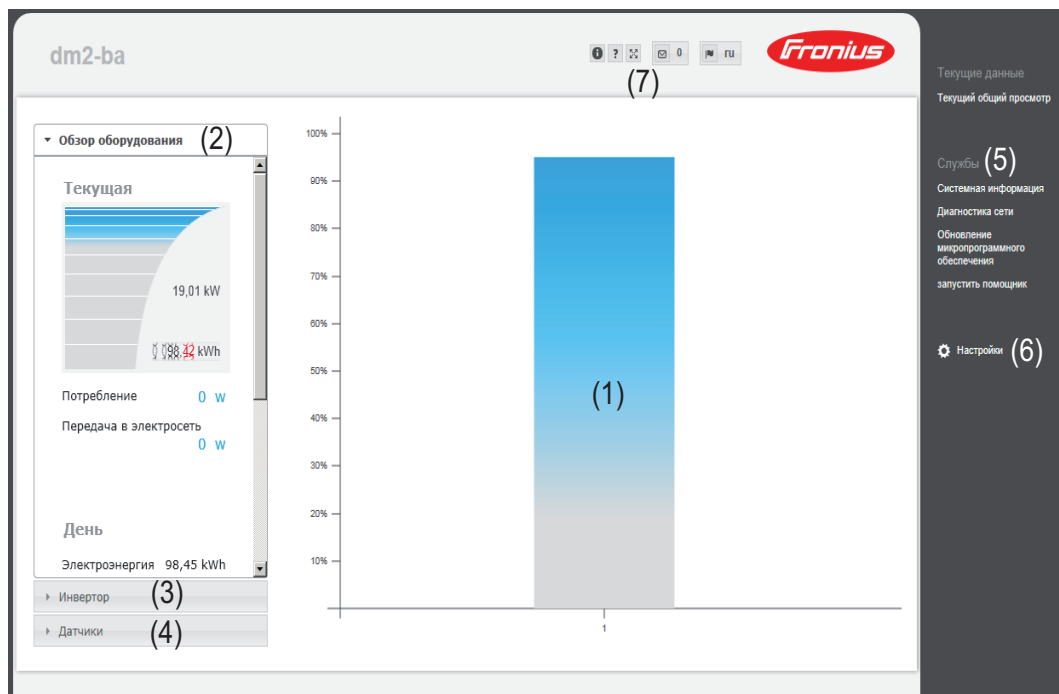 dm2-ba
i ? 0 ru
Fronius
(7)
Обзор оборудования (2)
Текущая
19,01 kW
0 098,42 kWh
Потребление 0 W
Передача в электросеть
0 W
День
Электроэнергия 98,45 kWh
Инвертор (3)
Датчики (4)
100%
90%
80%
70%
60%
50%
40%
30%
20%
10%
(1)
1
Текущие данные
Текущий общий просмотр
Службы (5)
Системная информация
Диагностика сети
Обновление
микропрограммного
обеспечения
запустить помощник
Настройки (6)